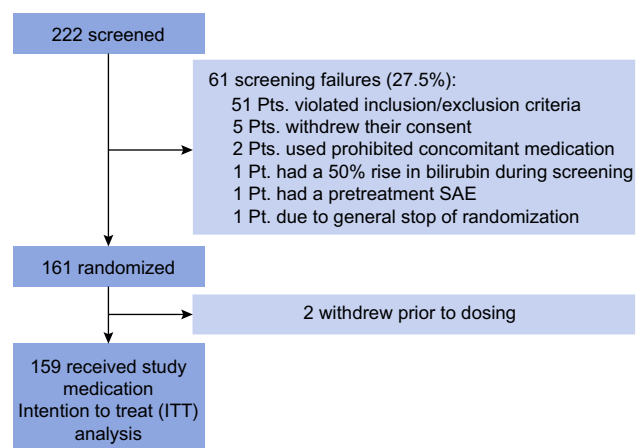 222 screened
61 screening failures (27.5%):
51 Pts. violated inclusion/exclusion criteria
5 Pts. withdrew their consent
2 Pts. used prohibited concomitant medication
1 Pt. had a 50% rise in bilirubin during screening
1 Pt. had a pretreatment SAE
1 Pt. due to general stop of randomization
161 randomized
2 withdrew prior to dosing
159 received study
medication
Intention to treat (ITT)
analysis